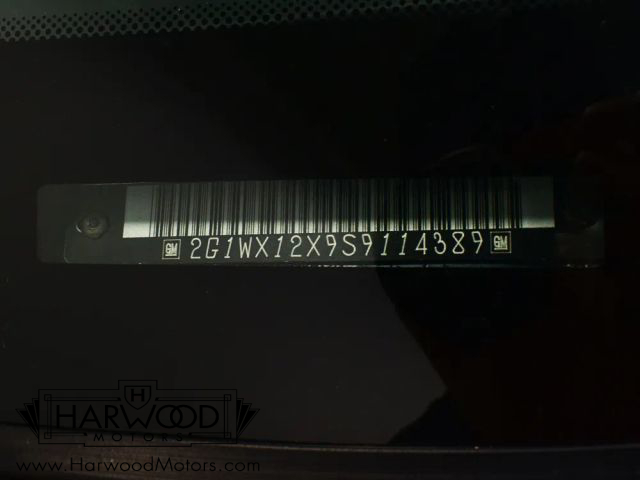 GM 2G1WX12X9S9114389 GM
H
HARWOOD
MOTORS
www.HarwoodMotors.com